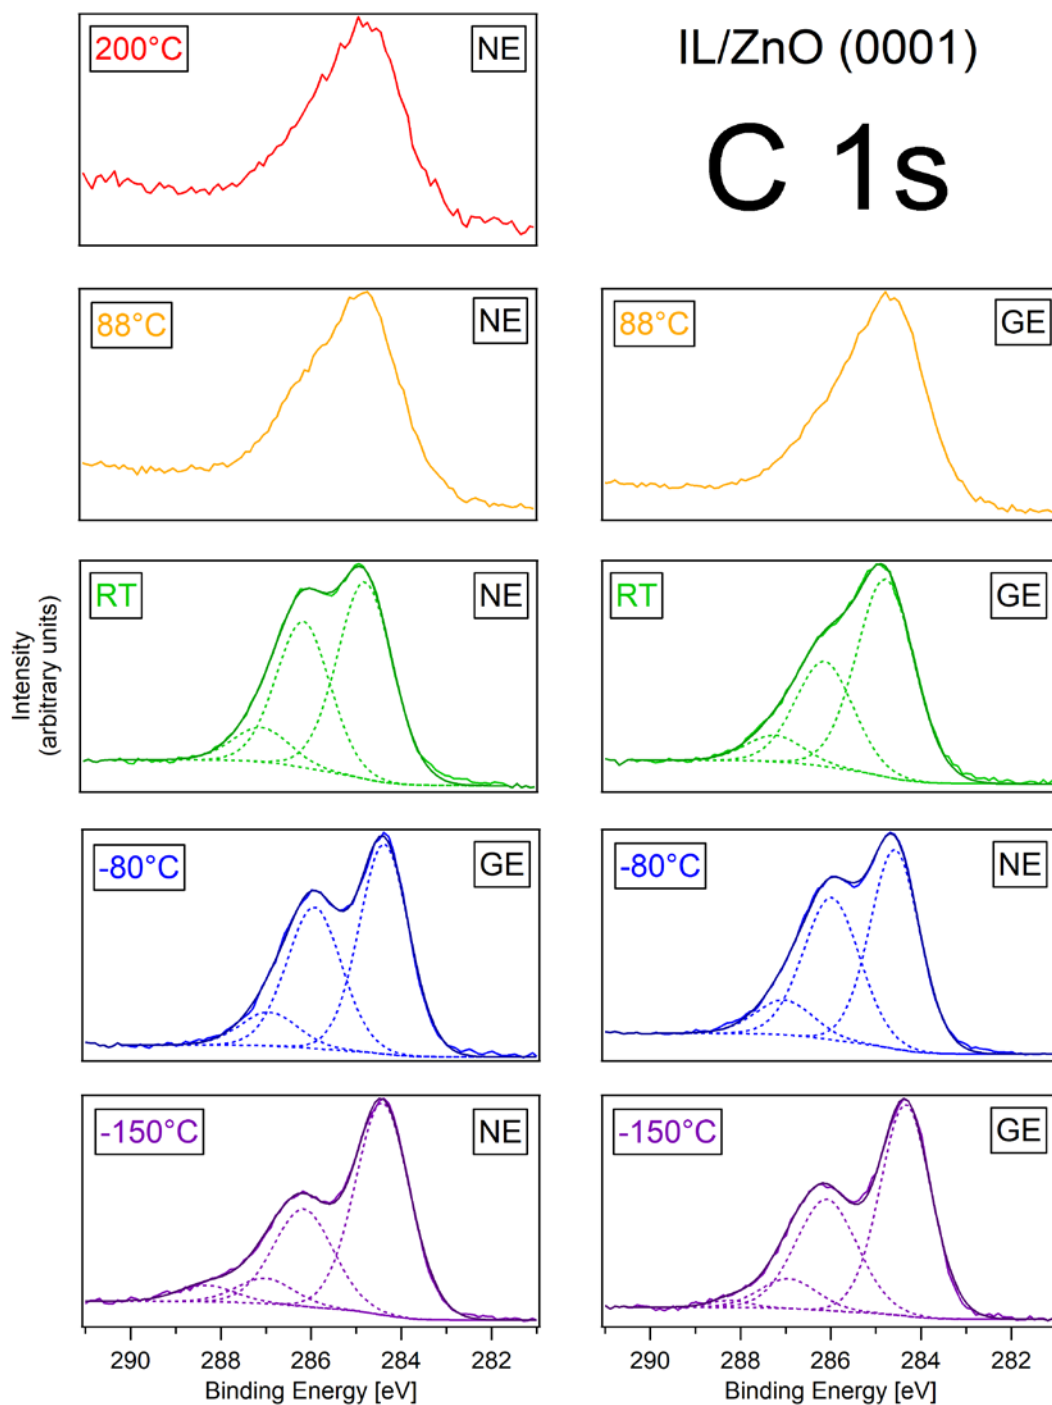 200°C NE
IL/ZnO (0001)
C 1s
88°C NE
88°C GE
RT NE
RT GE
Intensity
(arbitrary units)
-80°C GE
-80°C NE
-150°C NE
-150°C GE
290 288 286 284 282
290 288 286 284 282
Binding Energy [eV]
Binding Energy [eV]